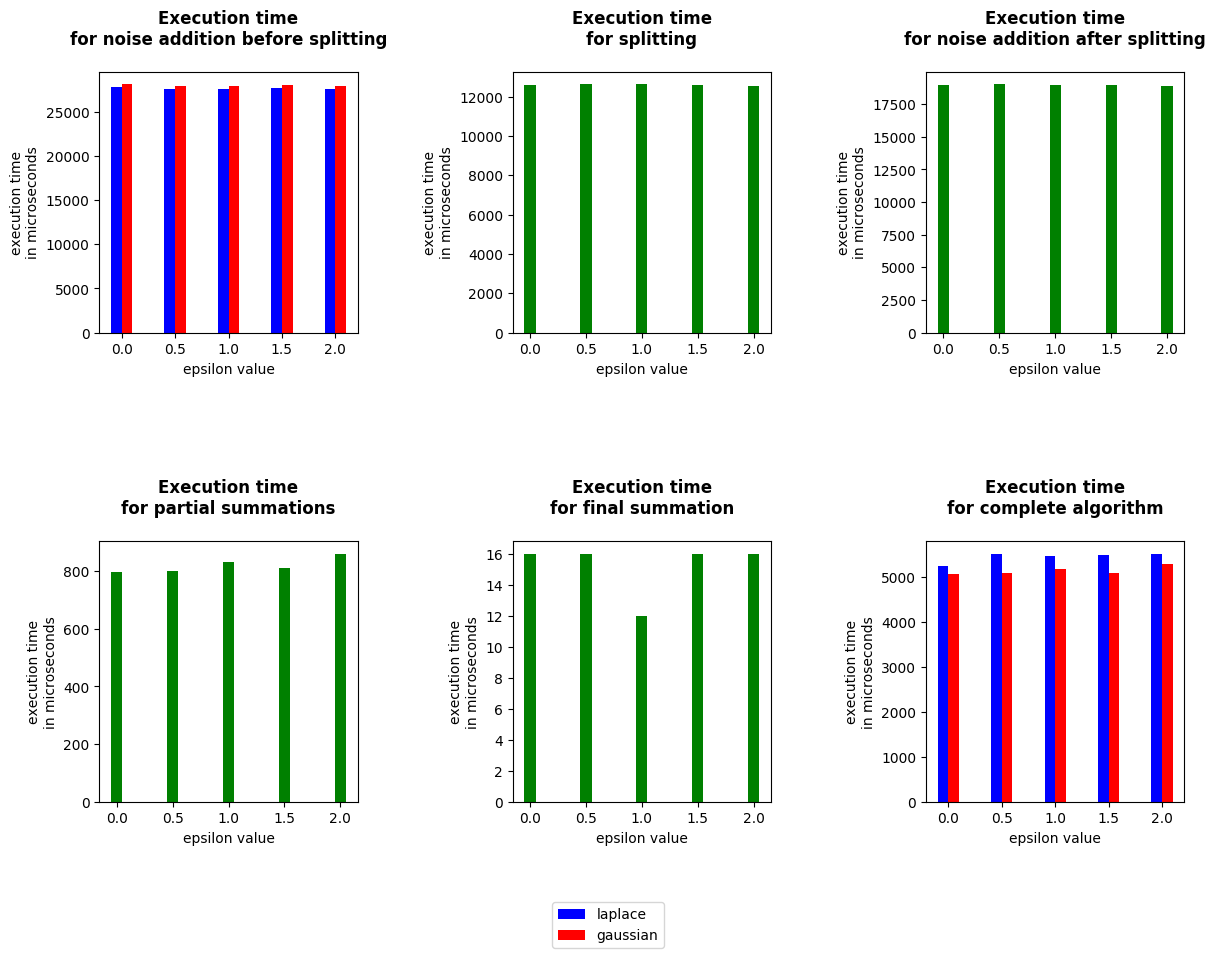 Execution time
for noise addition before splitting
execution time
in microseconds
25000
20000
15000
10000
5000
0
0.0 0.5 1.0 1.5 2.0
epsilon value
Execution time
for splitting
execution time
in microseconds
12000
10000
8000
6000
4000
2000
0
0.0 0.5 1.0 1.5 2.0
epsilon value
Execution time
for noise addition after splitting
execution time
in microseconds
17500
15000
12500
10000
7500
5000
2500
0
0.0 0.5 1.0 1.5 2.0
epsilon value
Execution time
for partial summations
execution time
in microseconds
800
600
400
200
0
0.0 0.5 1.0 1.5 2.0
epsilon value
Execution time
for final summation
execution time
in microseconds
16
14
12
10
8
6
4
2
0
0.0 0.5 1.0 1.5 2.0
epsilon value
Execution time
for complete algorithm
execution time
in microseconds
5000
4000
3000
2000
1000
0
0.0 0.5 1.0 1.5 2.0
epsilon value
laplace
gaussian